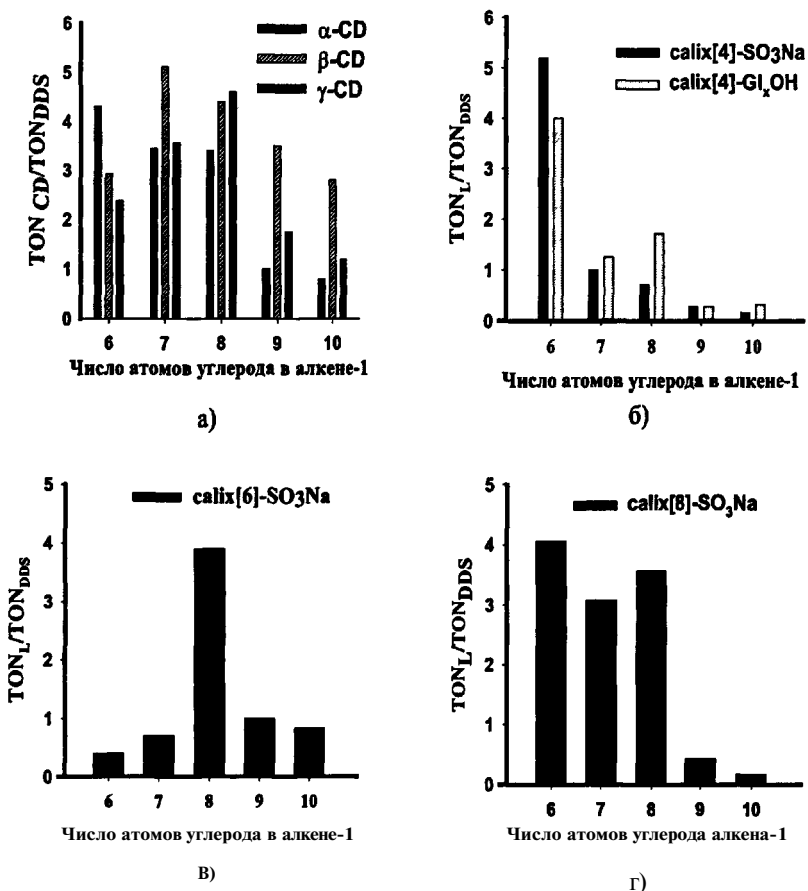 TON CD/TONDDS
6
5
4
3
2
1
0
α-CD
β-CD
γ-CD
6 7 8 9 10
Число атомов углерода в алкене-1
а)
TONL/TONDDS
6
5
4
3
2
1
0
calix[4]-SO3Na
calix[4]-GlxOH
6 7 8 9 10
Число атомов углерода в алкене-1
б)
TONL/TONDDS
5
4
3
2
1
0
calix[6]-SO3Na
6 7 8 9 10
Число атомов углерода в алкене-1
в)
TONL/TONDDS
5
4
3
2
1
0
calix[8]-SO3Na
6 7 8 9 10
Число атомов углерода алкена-1
г)